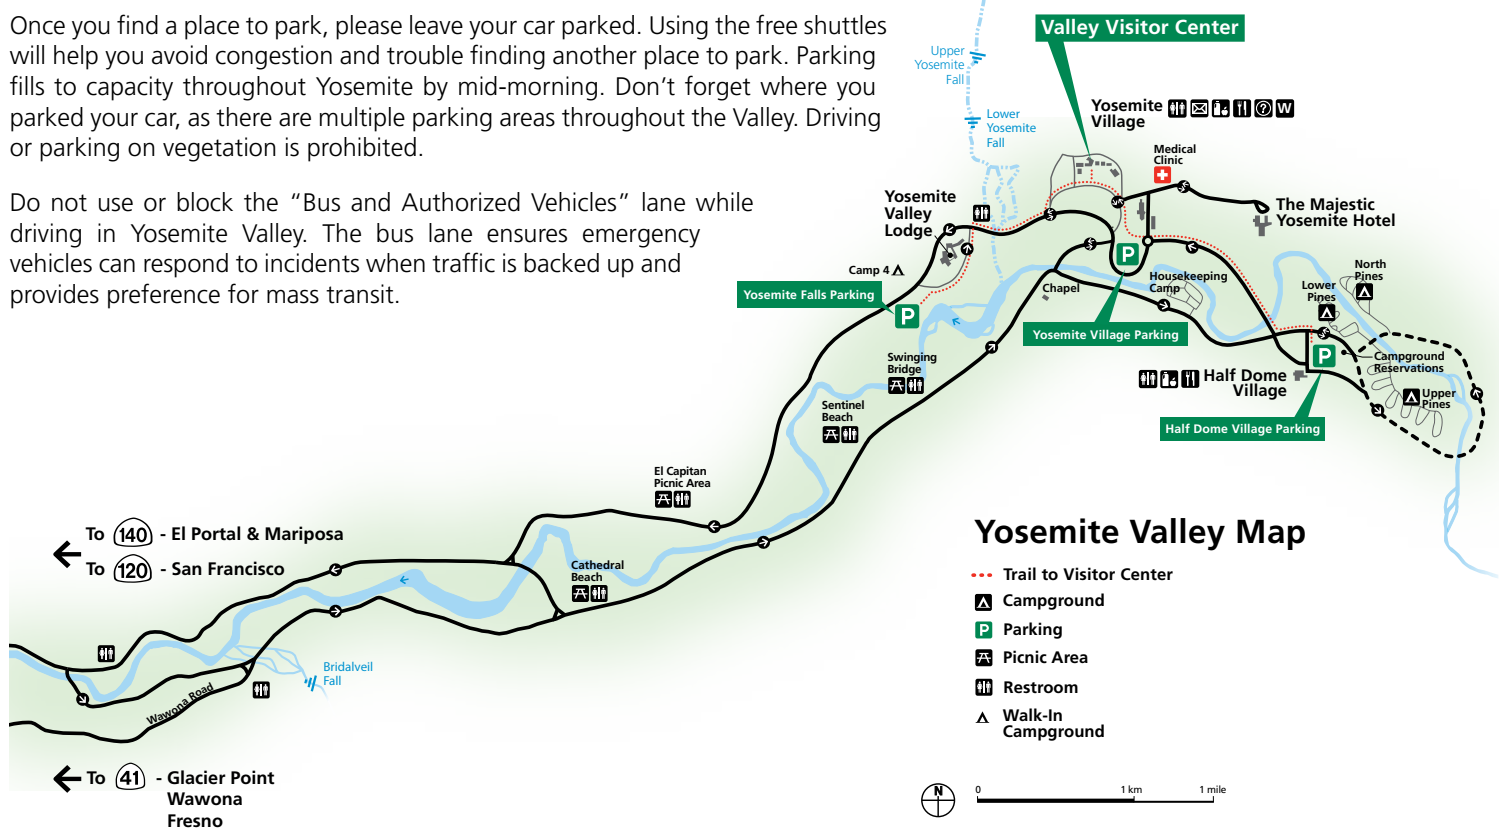 Once you find a place to park, please leave your car parked. Using the free shuttles
will help you avoid congestion and trouble finding another place to park. Parking
fills to capacity throughout Yosemite by mid-morning. Don’t forget where you
parked your car, as there are multiple parking areas throughout the Valley. Driving
or parking on vegetation is prohibited.
Do not use or block the “Bus and Authorized Vehicles” lane while
driving in Yosemite Valley. The bus lane ensures emergency
vehicles can respond to incidents when traffic is backed up and
provides preference for mass transit.
Valley Visitor Center
Upper
Yosemite
Fall
Lower
Yosemite
Fall
Yosemite
Village
W
Medical
Clinic
Yosemite
Valley
Lodge
The Majestic
Yosemite Hotel
Camp 4
Yosemite Falls Parking
P
P
Chapel
Housekeeping
Camp
North
Pines
Lower
Pines
Yosemite Village Parking
P
Campground
Reservations
Swinging
Bridge
Half Dome
Village
Upper
Pines
Sentinel
Beach
Half Dome Village Parking
El Capitan
Picnic Area
Cathedral
Beach
To 140 - El Portal & Mariposa
To 120 - San Francisco
Bridalveil
Fall
Wawona Road
To 41 - Glacier Point
Wawona
Fresno
Yosemite Valley Map
Trail to Visitor Center
Campground
P Parking
Picnic Area
Restroom
Walk-In
Campground
N
0 1 km 1 mile